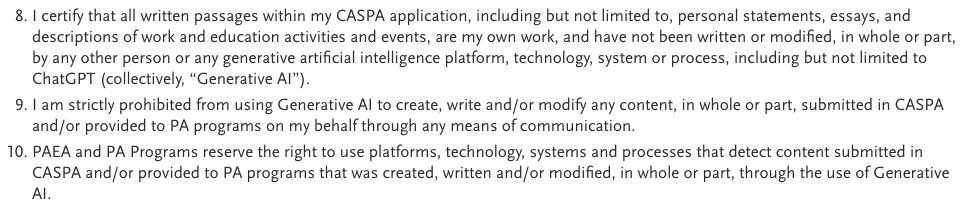 8. I certify that all written passages within my CASPA application, including but not limited to, personal statements, essays, and
descriptions of work and education activities and events, are my own work, and have not been written or modified, in whole or part,
by any other person or any generative artificial intelligence platform, technology, system or process, including but not limited to
ChatGPT (collectively, “Generative AI”).
9. I am strictly prohibited from using Generative AI to create, write and/or modify any content, in whole or part, submitted in CASPA
and/or provided to PA programs on my behalf through any means of communication.
10. PAEA and PA Programs reserve the right to use platforms, technology, systems and processes that detect content submitted in
CASPA and/or provided to PA programs that was created, written and/or modified, in whole or part, through the use of Generative
AI.